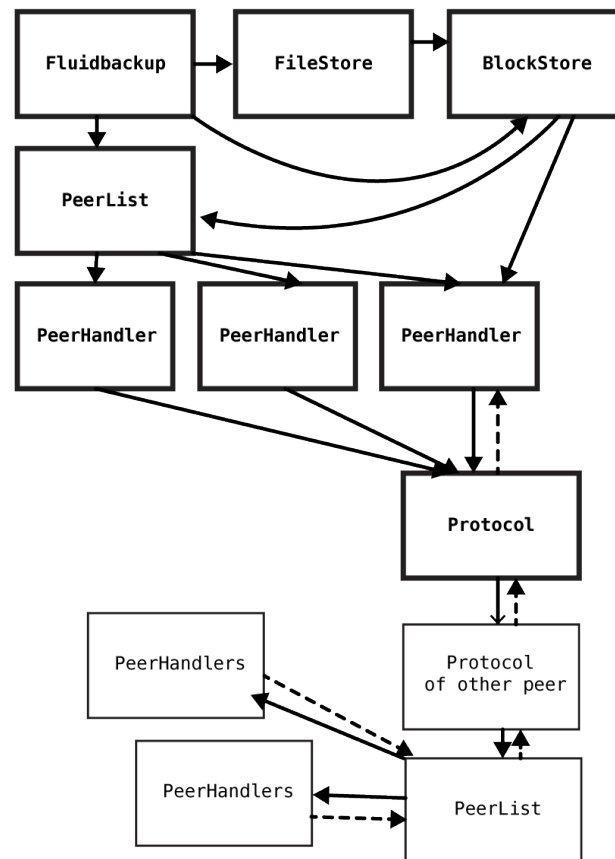 Fluidbackup
FileStore
BlockStore
PeerList
PeerHandler
PeerHandler
PeerHandler
Protocol
PeerHandlers
Protocol
of other peer
PeerHandlers
PeerList